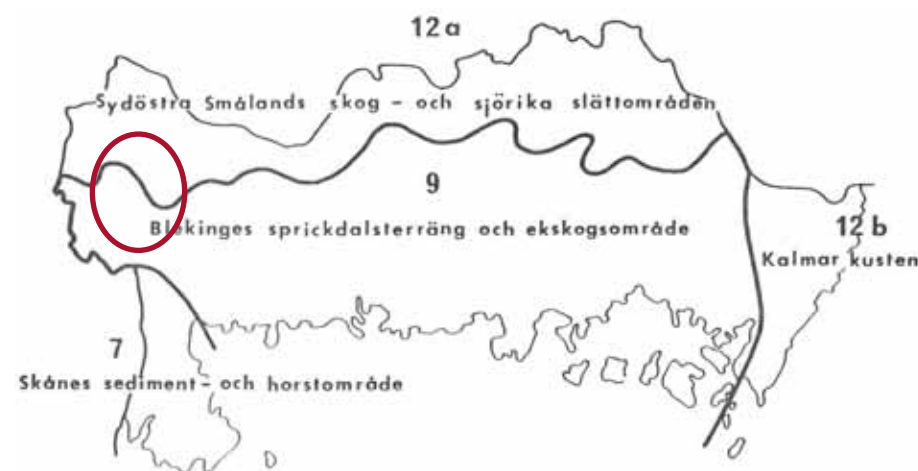 12a
Sydöstra Smålands skog - och sjörika slättområden
9
Blekinges sprickdalsterräng och ekskogsområde
12 b
Kalmar kusten
7
Skånes sediment - och horstområde